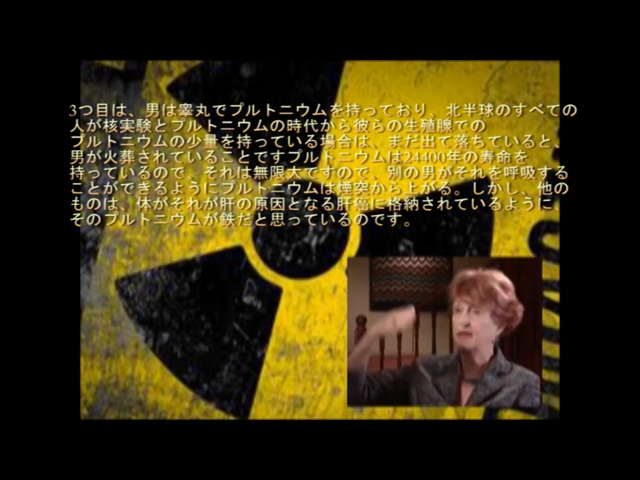 3つ目は、男は睾丸でプルトニウムを持っており、北半球のすべての
人が核実験とプルトニウムの時代から彼らの生殖腺での
プルトニウムの少量を持っている場合は、まだ出て落ちていると、
男が火葬されていることですプルトニウムは24400年の寿命を
持っているので、それは無限大ですので、別の男がそれを呼吸する
ことができるようにプルトニウムは煙突から上がる。しかし、他の
ものは、体がそれが肝の原因となる肝癌に格納されているように、
そのプルトニウムが鉄だと思っているのです。